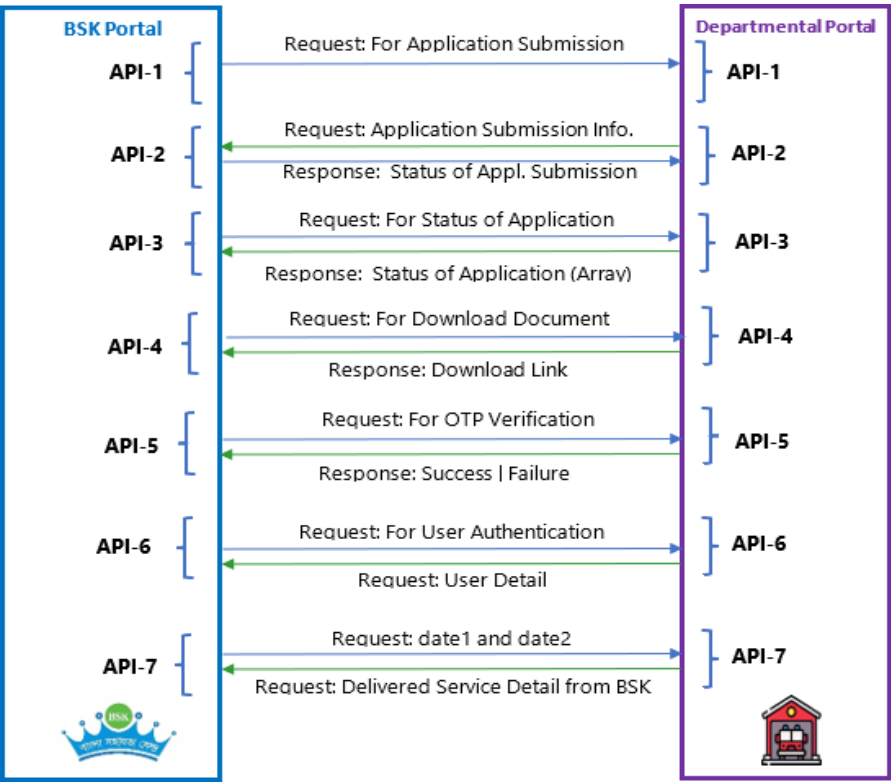 BSK Portal
Departmental Portal
Request: For Application Submission
API-1
API-1
Request: Application Submission Info.
API-2
API-2
Response: Status of Appl. Submission
Request: For Status of Application
API-3
API-3
Response: Status of Application (Array)
Request: For Download Document
API-4
API-4
Response: Download Link
Request: For OTP Verification
API-5
API-5
Response: Success | Failure
Request: For User Authentication
API-6
API-6
Request: User Detail
Request: date1 and date2
API-7
API-7
Request: Delivered Service Detail from BSK
BSK
বাংলা সহায়তা কেন্দ্র